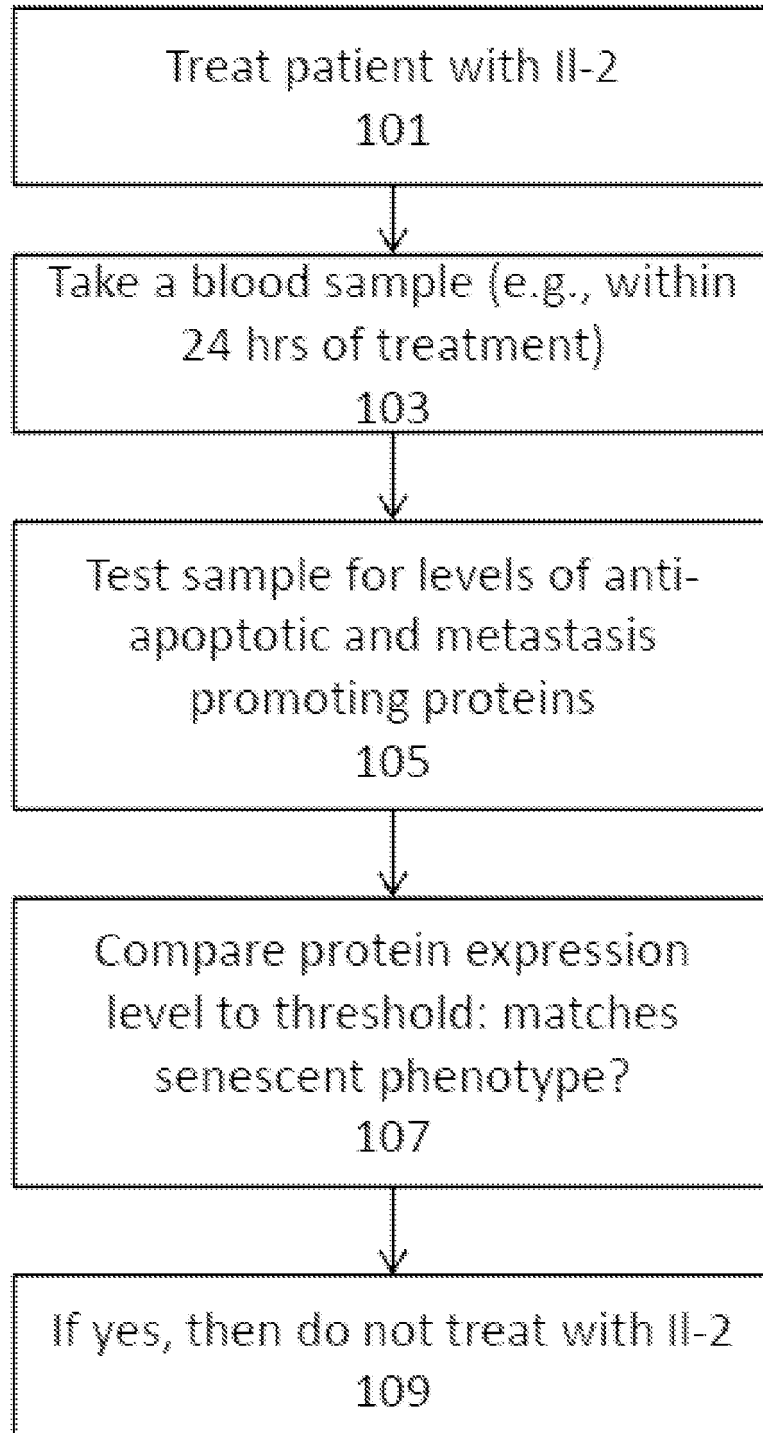 Treat patient with Il-2
101
Take a blood sample (e.g., within
24 hrs of treatment)
103
Test sample for levels of anti-
apoptotic and metastasis
promoting proteins
105
Compare protein expression
level to threshold: matches
senescent phenotype?
107
If yes, then do not treat with Il-2
109